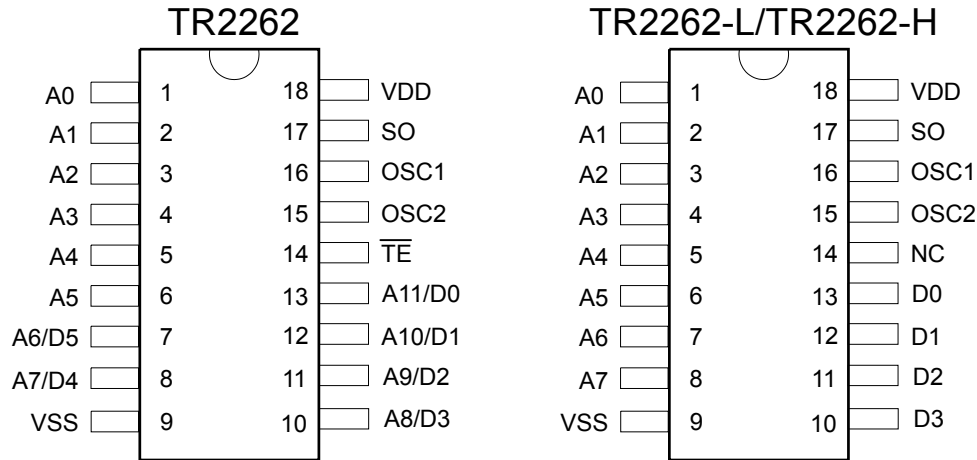 TR2262 TR2262-L/TR2262-H
A0 1 18 VDD A0 1 18 VDD
A1 2 17 SO A1 2 17 SO
A2 3 16 OSC1 A2 3 16 OSC1
A3 4 15 OSC2 A3 4 15 OSC2
A4 5 14 T̅E̅ A4 5 14 NC
A5 6 13 A11/D0 A5 6 13 D0
A6/D5 7 12 A10/D1 A6 7 12 D1
A7/D4 8 11 A9/D2 A7 8 11 D2
VSS 9 10 A8/D3 VSS 9 10 D3